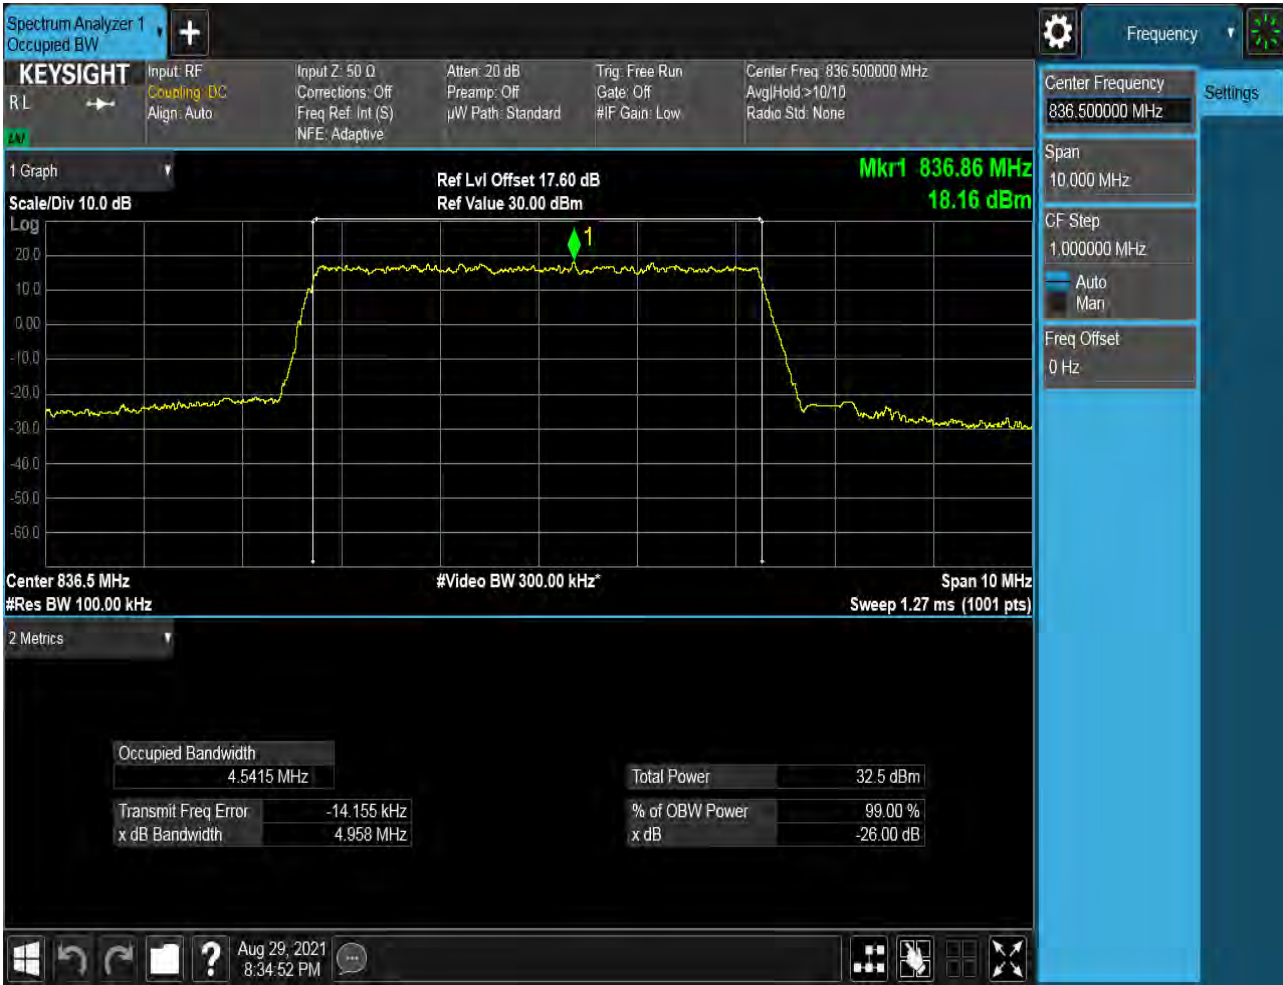 Spectrum Analyzer 1
Occupied BW
+
Frequency
KEYSIGHT
R L
Input: RF
Coupling: DC
Align: Auto
Input Z: 50 Ω
Corrections: Off
Freq Ref: Int (S)
NFE: Adaptive
Atten: 20 dB
Preamp: Off
µW Path: Standard
Trig: Free Run
Gate: Off
#IF Gain: Low
Center Freq: 836.500000 MHz
Avg|Hold:>10/10
Radio Std: None
Center Frequency
836.500000 MHz
Settings
Span
10.000 MHz
CF Step
1.000000 MHz
Auto
Man
Freq Offset
0 Hz
1 Graph
Scale/Div 10.0 dB
Log
Ref Lvl Offset 17.60 dB
Ref Value 30.00 dBm
Mkr1 836.86 MHz
18.16 dBm
1
20.0
10.0
0.00
-10.0
-20.0
-30.0
-40.0
-50.0
-60.0
Center 836.5 MHz
#Res BW 100.00 kHz
#Video BW 300.00 kHz*
Span 10 MHz
Sweep 1.27 ms (1001 pts)
2 Metrics
Occupied Bandwidth
4.5415 MHz
Transmit Freq Error -14.155 kHz
x dB Bandwidth 4.958 MHz
Total Power 32.5 dBm
% of OBW Power 99.00 %
x dB -26.00 dB
?
Aug 29, 2021
8:34:52 PM